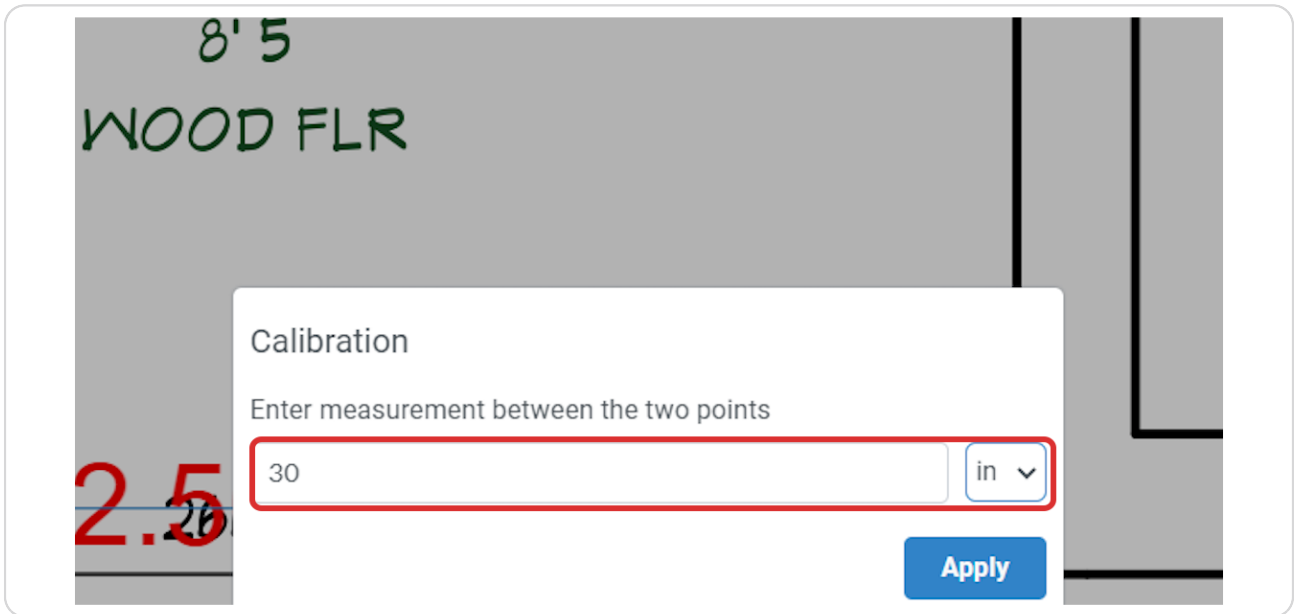 8' 5
WOOD FLR
Calibration
Enter measurement between the two points
30
in
2.5
Apply